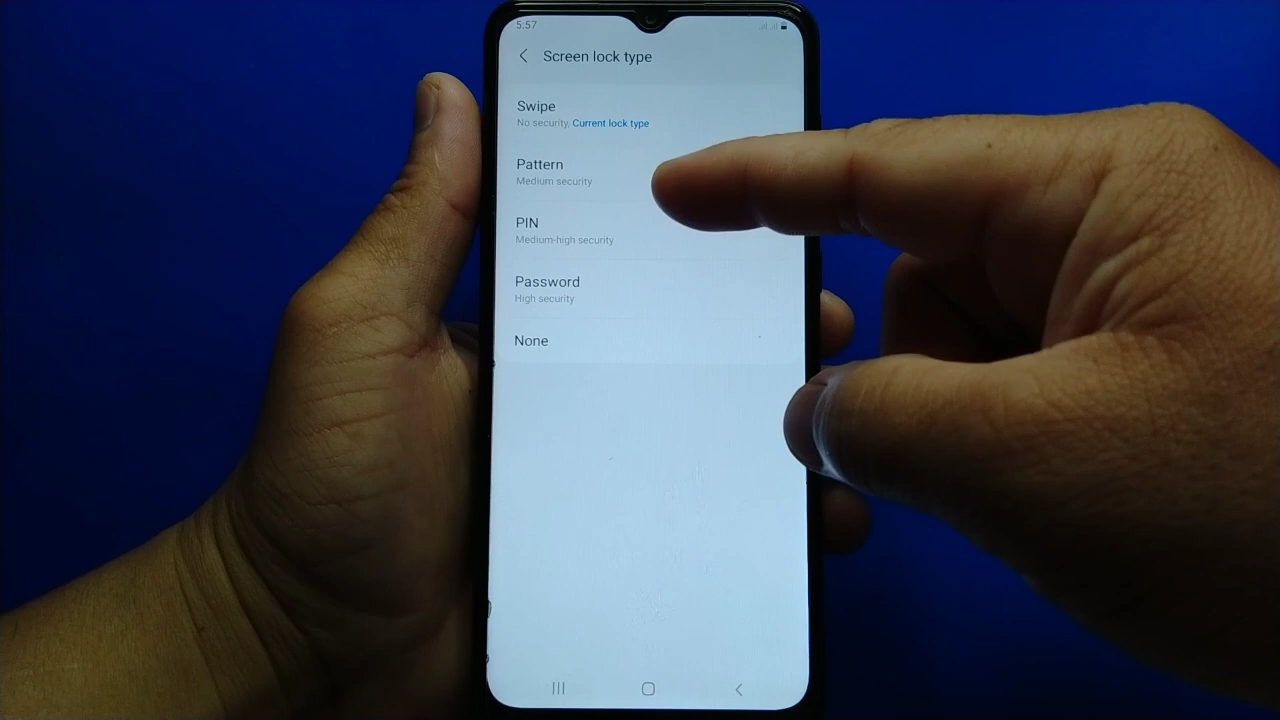 5:57
Screen lock type
Swipe
No security, Current lock type
Pattern
Medium security
PIN
Medium-high security
Password
High security
None